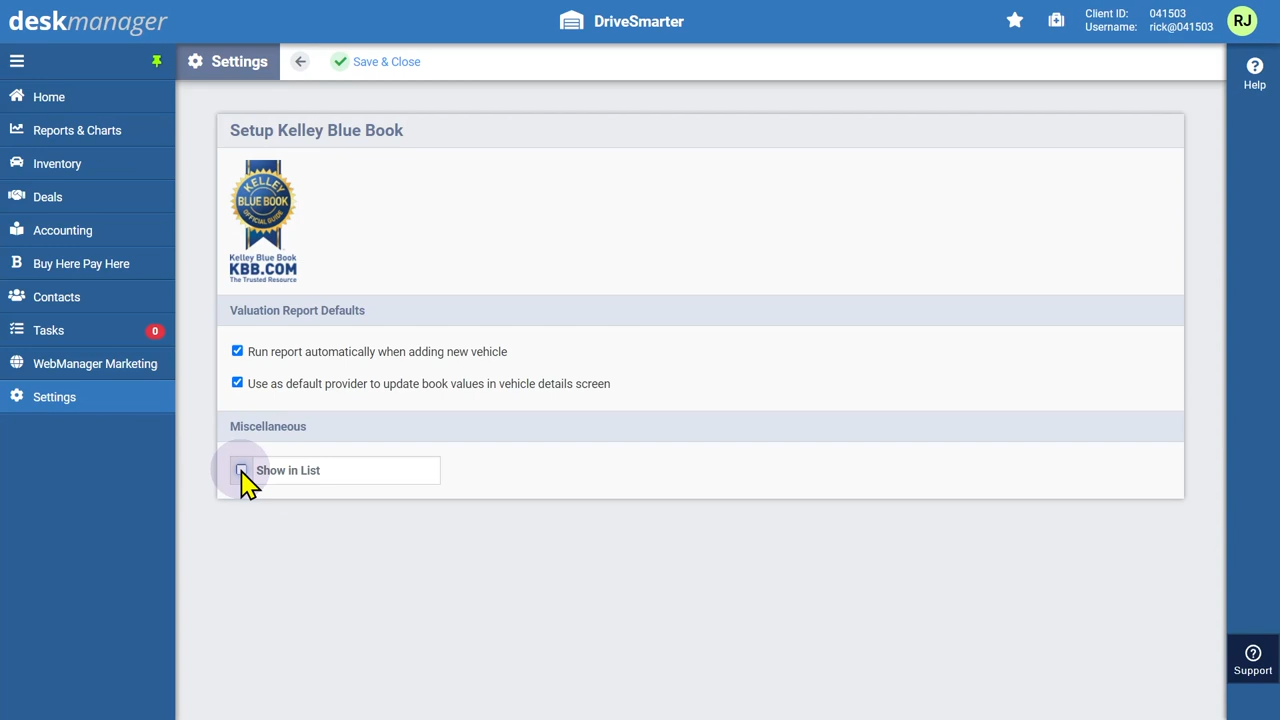 deskmanager
DriveSmarter
Client ID: 041503
Username: rick@041503
RJ
Settings
Save & Close
Help
Home
Reports & Charts
Inventory
Deals
Accounting
Buy Here Pay Here
Contacts
Tasks 0
WebManager Marketing
Settings
Setup Kelley Blue Book
KELLEY
BLUE BOOK
OFFICIAL GUIDE
Kelley Blue Book
KBB.COM
The Trusted Resource
Valuation Report Defaults
Run report automatically when adding new vehicle
Use as default provider to update book values in vehicle details screen
Miscellaneous
Show in List
Support